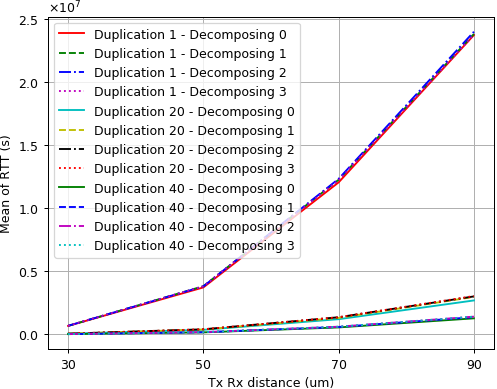 ×10⁷
2.5
2.0
1.5
1.0
0.5
0.0
Mean of RTT (s)
Duplication 1 - Decomposing 0
Duplication 1 - Decomposing 1
Duplication 1 - Decomposing 2
Duplication 1 - Decomposing 3
Duplication 20 - Decomposing 0
Duplication 20 - Decomposing 1
Duplication 20 - Decomposing 2
Duplication 20 - Decomposing 3
Duplication 40 - Decomposing 0
Duplication 40 - Decomposing 1
Duplication 40 - Decomposing 2
Duplication 40 - Decomposing 3
30 50 70 90
Tx Rx distance (um)